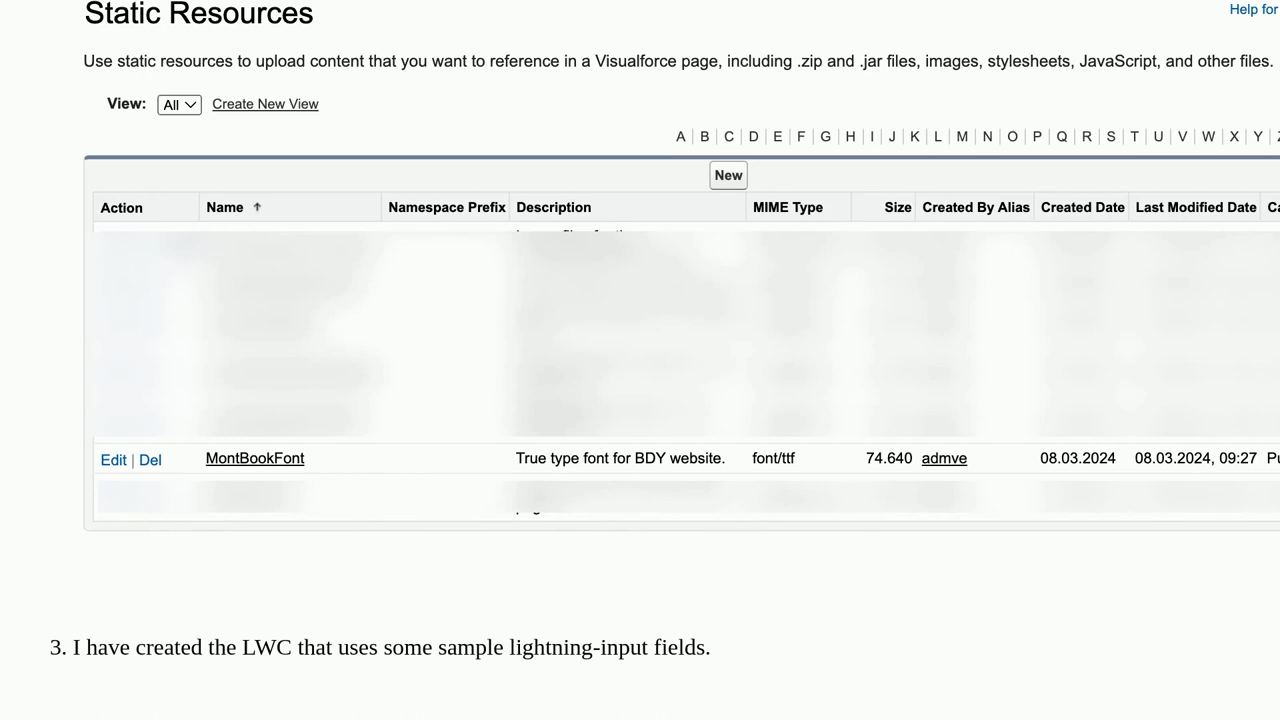 Static Resources
Help for
Use static resources to upload content that you want to reference in a Visualforce page, including .zip and .jar files, images, stylesheets, JavaScript, and other files.
View: All Create New View
A | B | C | D | E | F | G | H | I | J | K | L | M | N | O | P | Q | R | S | T | U | V | W | X | Y | Z
New
Action Name ↑ Namespace Prefix Description MIME Type Size Created By Alias Created Date Last Modified Date
Edit | Del MontBookFont True type font for BDY website. font/ttf 74.640 admve 08.03.2024 08.03.2024, 09:27
3. I have created the LWC that uses some sample lightning-input fields.